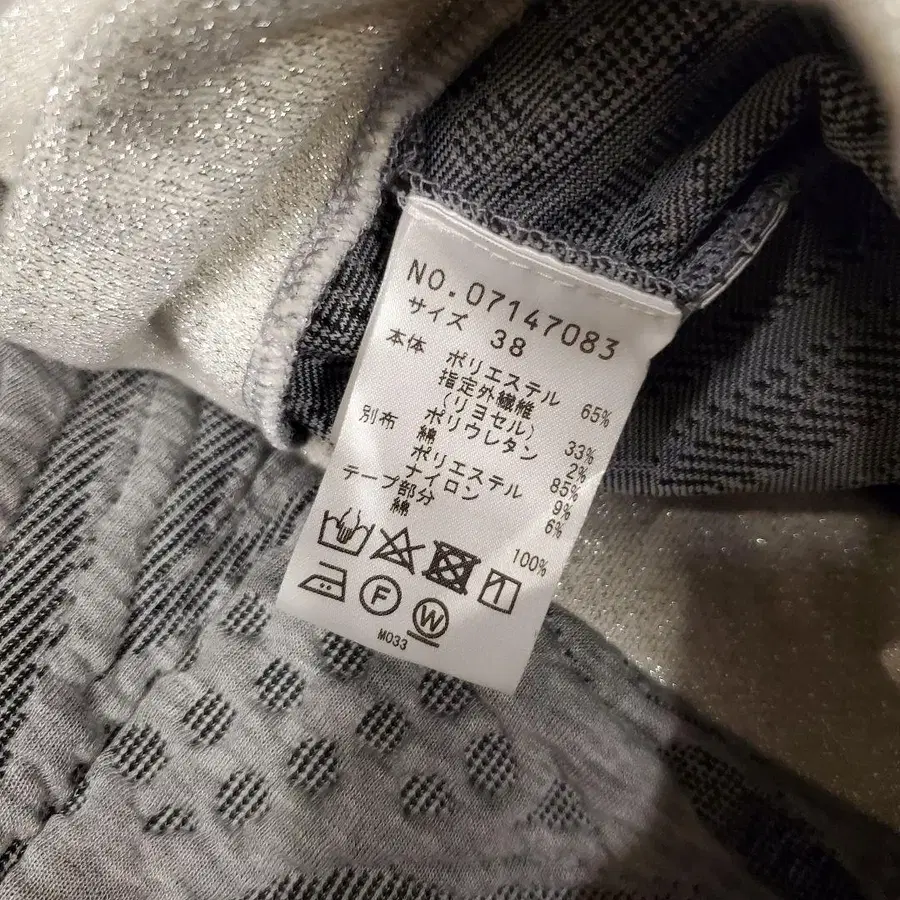 NO.07147083
サイズ 38
本体 ポリエステル 65%
指定外繊維
(リヨセル) 33%
ポリウレタン 2%
別布 綿 85%
ポリエステル 9%
ナイロン 6%
テープ部分
綿 100%
F W
M033